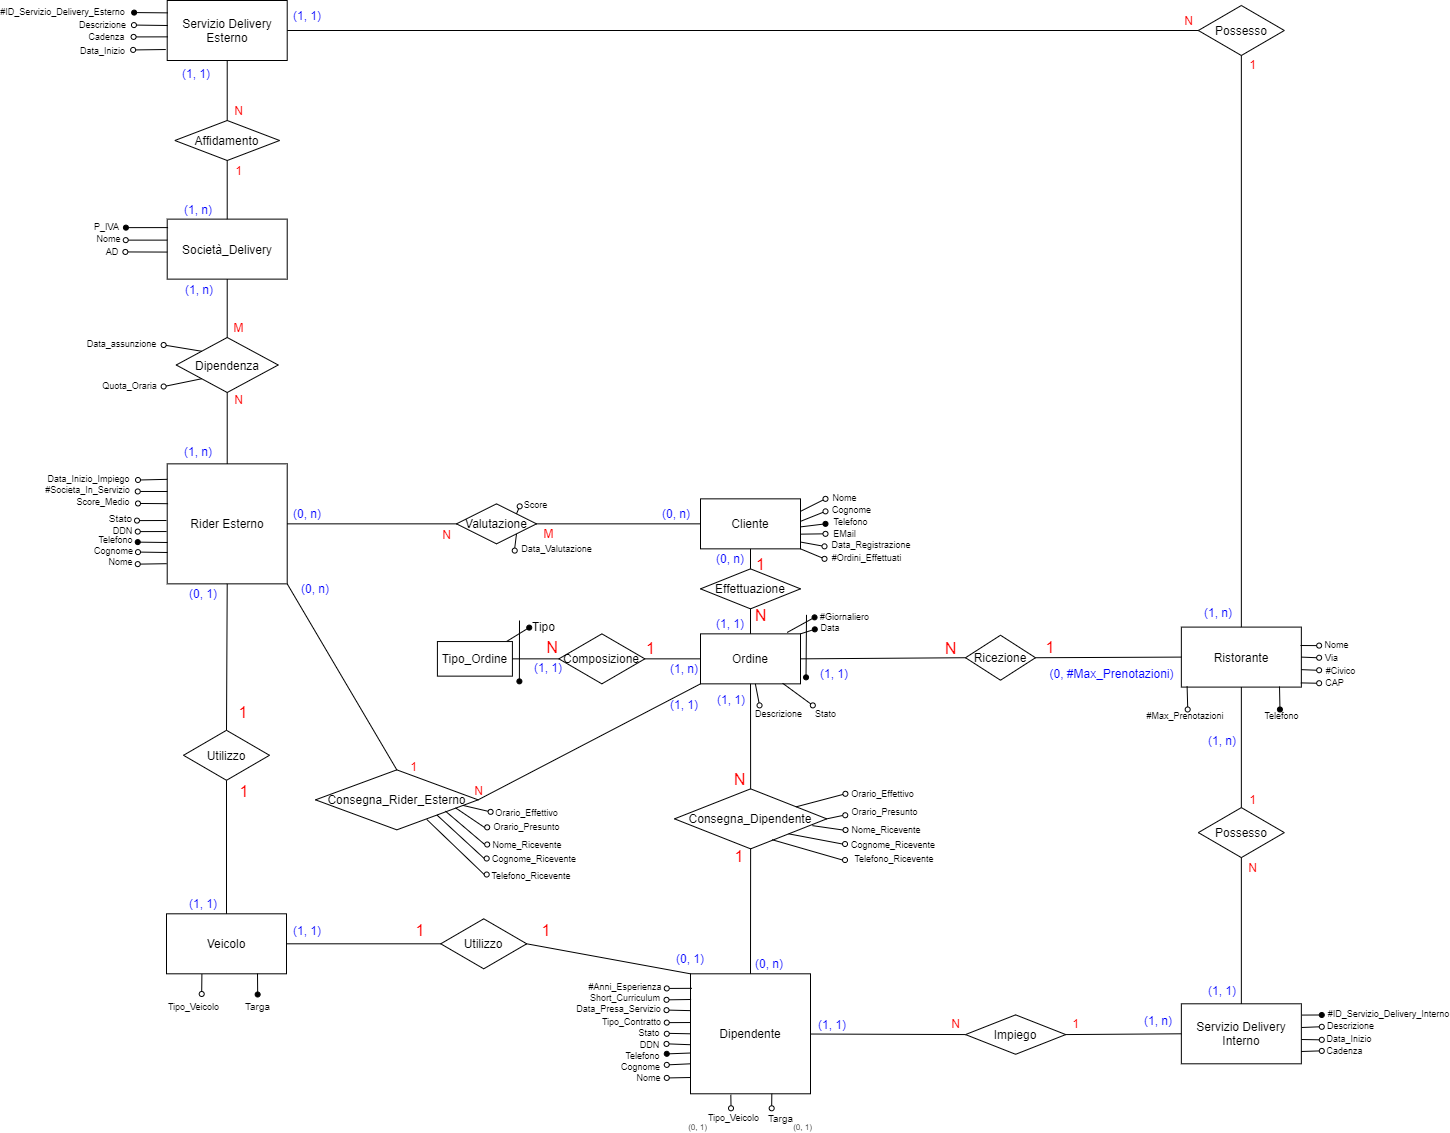 #ID_Servizio_Delivery_Esterno
Descrizione
Cadenza
Data_Inizio
Servizio Delivery
Esterno
(1, 1)
(1, 1)
N
Possesso
1
N
Affidamento
1
(1, n)
P_IVA
Nome
AD
Società_Delivery
(1, n)
M
Data_assunzione
Dipendenza
Quota_Oraria
N
(1, n)
Data_Inizio_Impiego
#Societa_In_Servizio
Score_Medio
Stato
DDN
Telefono
Cognome
Nome
Rider Esterno
(0, n)
N
Valutazione
Score
Data_Valutazione
M
(0, n)
Cliente
Nome
Cognome
Telefono
EMail
Data_Registrazione
#Ordini_Effettuati
(0, n)
1
Effettuazione
N
(1, 1)
(0, 1)
(0, n)
Tipo
Tipo_Ordine
(1, 1)
N
Composizione
1
(1, n)
Ordine
#Giornaliero
Data
(1, 1)
N
Ricezione
1
(0, #Max_Prenotazioni)
(1, n)
Ristorante
Nome
Via
#Civico
CAP
#Max_Prenotazioni
Telefono
(1, n)
(1, 1)
(1, 1)
Descrizione
Stato
1
Utilizzo
1
1
Consegna_Rider_Esterno
N
Orario_Effettivo
Orario_Presunto
Nome_Ricevente
Cognome_Ricevente
Telefono_Ricevente
N
Consegna_Dipendente
1
Orario_Effettivo
Orario_Presunto
Nome_Ricevente
Cognome_Ricevente
Telefono_Ricevente
1
Possesso
N
(1, 1)
Veicolo
(1, 1)
Tipo_Veicolo
Targa
1
Utilizzo
1
(0, 1)
(0, n)
#Anni_Esperienza
Short_Curriculum
Data_Presa_Servizio
Tipo_Contratto
Stato
DDN
Telefono
Cognome
Nome
Dipendente
Tipo_Veicolo
(0, 1)
Targa
(0, 1)
(1, 1)
N
Impiego
1
(1, n)
(1, 1)
Servizio Delivery
Interno
#ID_Servizio_Delivery_Interno
Descrizione
Data_Inizio
Cadenza